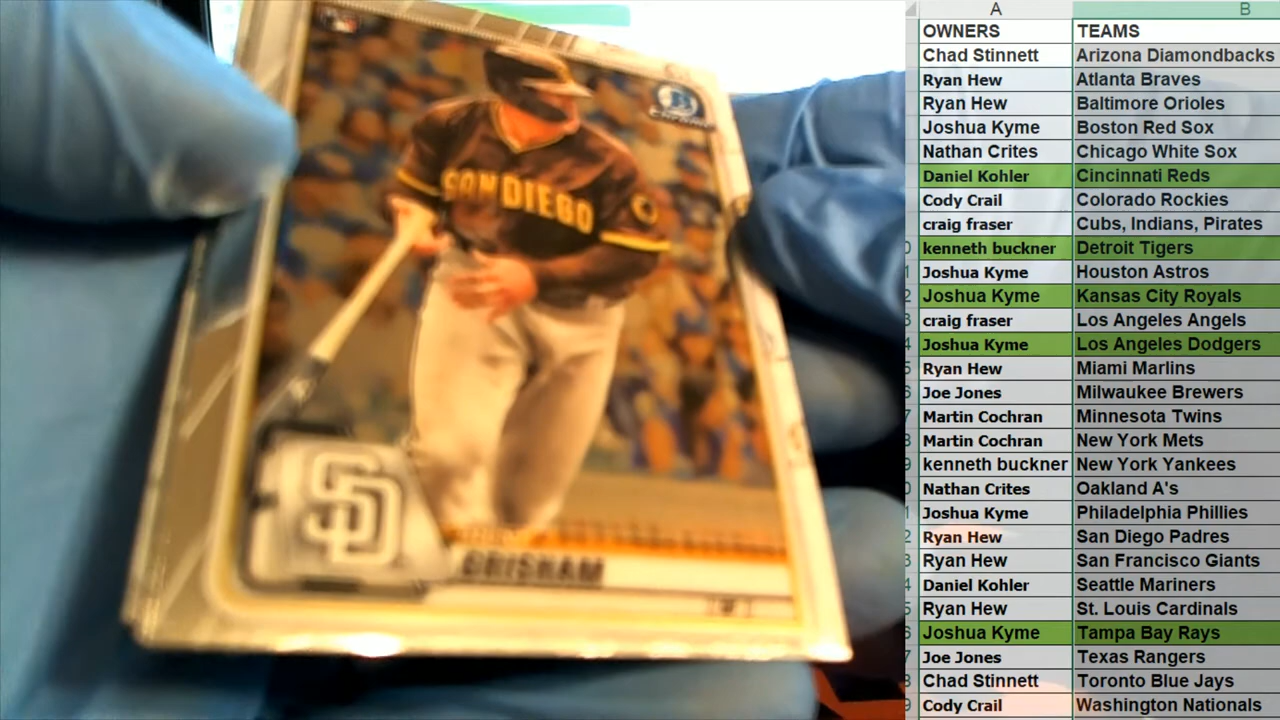 SAN DIEGO
B
CHROME
SD
GRISHAM
A B
OWNERS TEAMS
Chad Stinnett Arizona Diamondbacks
Ryan Hew Atlanta Braves
Ryan Hew Baltimore Orioles
Joshua Kyme Boston Red Sox
Nathan Crites Chicago White Sox
Daniel Kohler Cincinnati Reds
Cody Crail Colorado Rockies
craig fraser Cubs, Indians, Pirates
kenneth buckner Detroit Tigers
Joshua Kyme Houston Astros
Joshua Kyme Kansas City Royals
craig fraser Los Angeles Angels
Joshua Kyme Los Angeles Dodgers
Ryan Hew Miami Marlins
Joe Jones Milwaukee Brewers
Martin Cochran Minnesota Twins
Martin Cochran New York Mets
kenneth buckner New York Yankees
Nathan Crites Oakland A's
Joshua Kyme Philadelphia Phillies
Ryan Hew San Diego Padres
Ryan Hew San Francisco Giants
Daniel Kohler Seattle Mariners
Ryan Hew St. Louis Cardinals
Joshua Kyme Tampa Bay Rays
Joe Jones Texas Rangers
Chad Stinnett Toronto Blue Jays
Cody Crail Washington Nationals